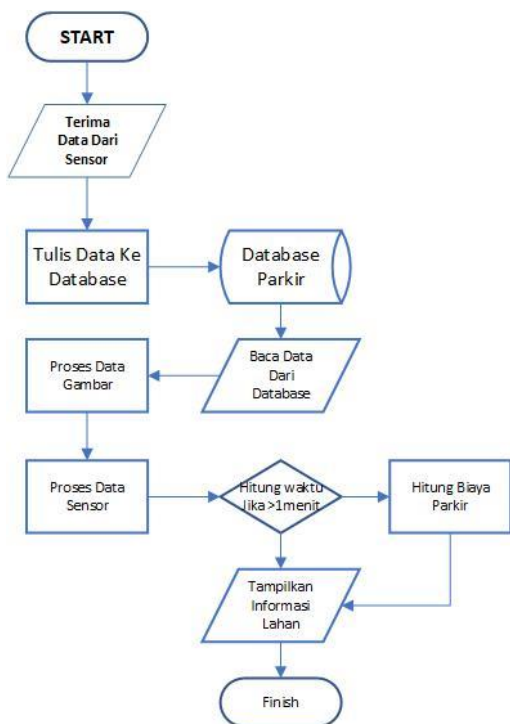 START
Terima
Data Dari
Sensor
Tulis Data Ke
Database
Database
Parkir
Baca Data
Dari
Database
Proses Data
Gambar
Proses Data
Sensor
Hitung waktu
Jika >1menit
Hitung Biaya
Parkir
Tampilkan
Informasi
Lahan
Finish